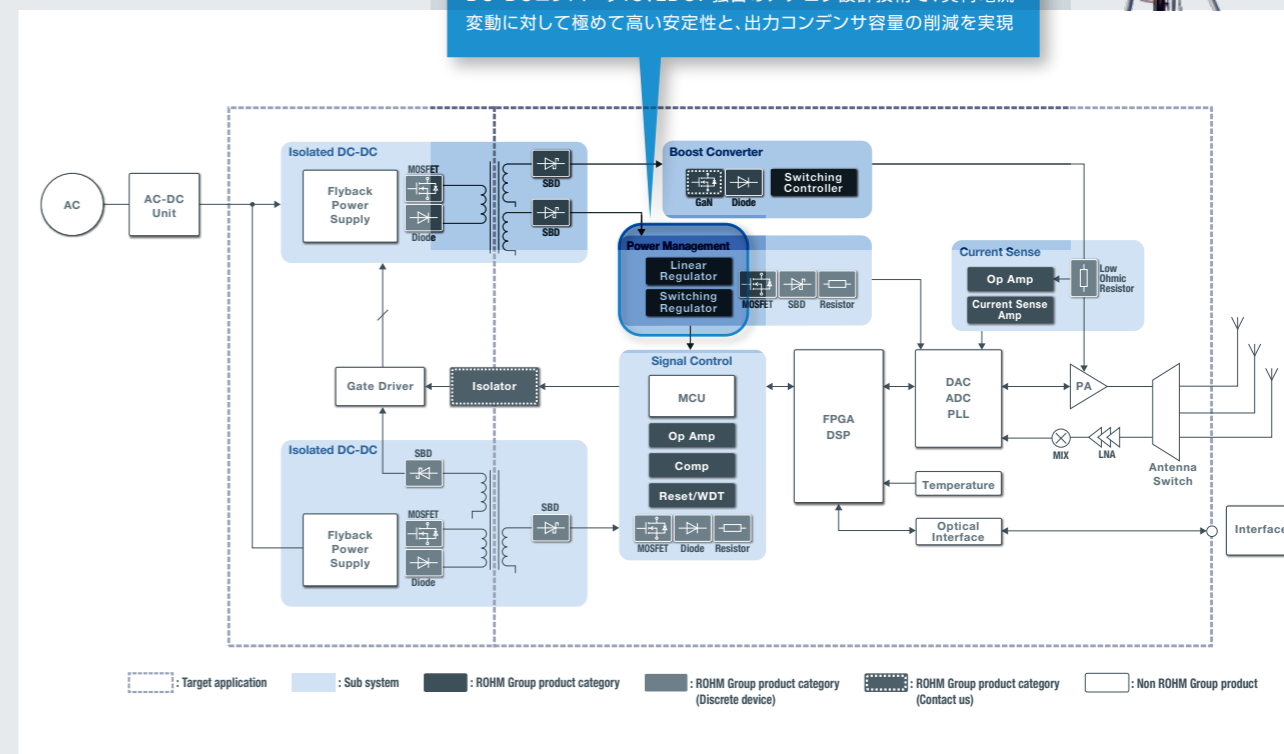 変動に対して極めて高い安定性と、出力コンデンサ容量の削減を実現
Isolated DC-DC
MOSFET
Flyback
Power
Supply
Diode
SBD
SBD
Boost Converter
GaN
Diode
Switching
Controller
AC
AC-DC
Unit
Power Management
Linear
Regulator
Switching
Regulator
MOSFET
SBD
Resistor
Current Sense
Op Amp
Current Sense
Amp
Low
Ohmic
Resistor
Gate Driver
Isolator
Signal Control
MCU
Op Amp
Comp
Reset/WDT
MOSFET
Diode
Resistor
FPGA
DSP
DAC
ADC
PLL
PA
MIX
LNA
Antenna
Switch
Temperature
Optical
Interface
Interface
Isolated DC-DC
SBD
MOSFET
Flyback
Power
Supply
Diode
SBD
: Target application
: Sub system
: ROHM Group product category
: ROHM Group product category
(Discrete device)
: ROHM Group product category
(Contact us)
: Non ROHM Group product